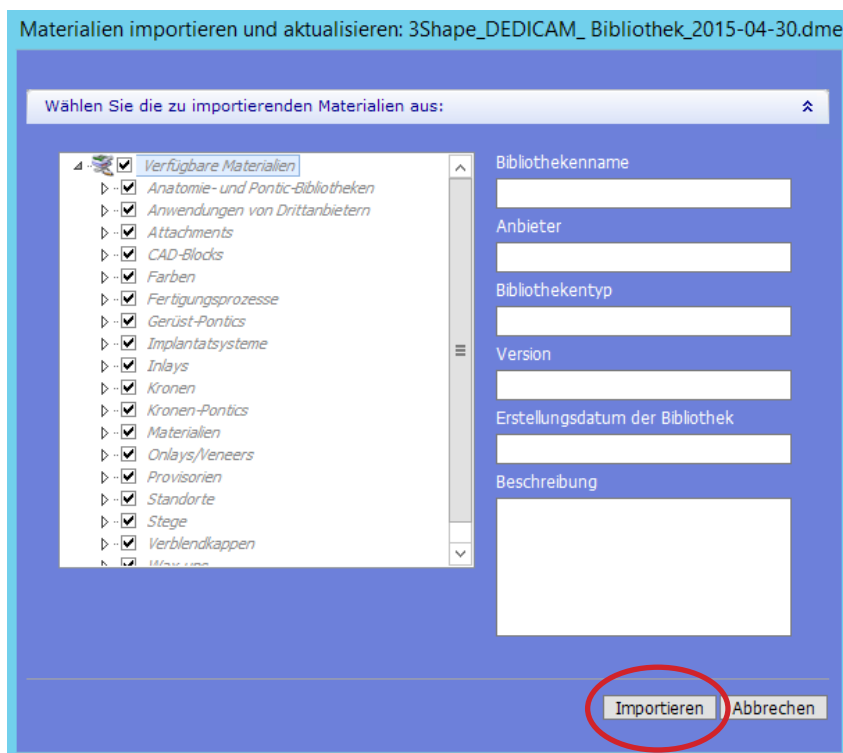 Materialien importieren und aktualisieren: 3Shape_DEDICAM_ Bibliothek_2015-04-30.dme
Wählen Sie die zu importierenden Materialien aus:
Verfügbare Materialien
Anatomie- und Pontic-Bibliotheken
Anwendungen von Drittanbietern
Attachments
CAD-Blocks
Farben
Fertigungsprozesse
Gerüst-Pontics
Implantatsysteme
Inlays
Kronen
Kronen-Pontics
Materialien
Onlays/Veneers
Provisorien
Standorte
Stege
Verblendkappen
Wax-ups
Bibliothekenname
Anbieter
Bibliothekentyp
Version
Erstellungsdatum der Bibliothek
Beschreibung
Importieren Abbrechen